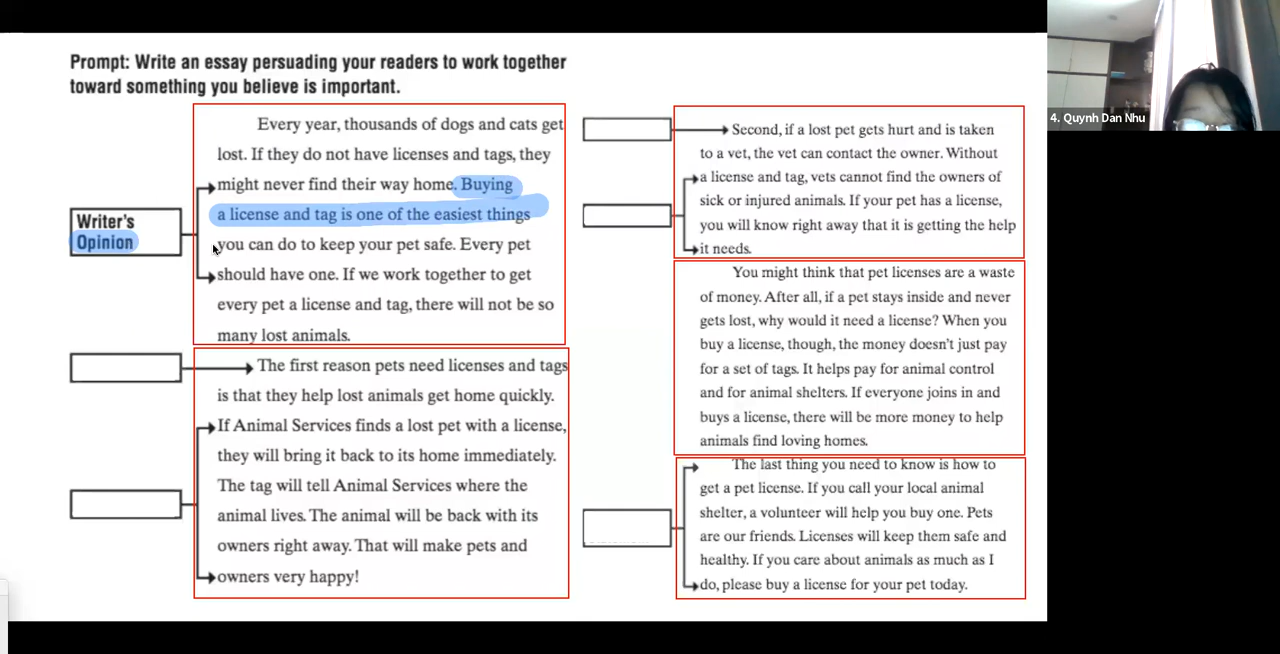 Prompt: Write an essay persuading your readers to work together
toward something you believe is important.
Every year, thousands of dogs and cats get
lost. If they do not have licenses and tags, they
might never find their way home. Buying
a license and tag is one of the easiest things
you can do to keep your pet safe. Every pet
should have one. If we work together to get
every pet a license and tag, there will not be so
many lost animals.
Writer's
Opinion
The first reason pets need licenses and tags
is that they help lost animals get home quickly.
If Animal Services finds a lost pet with a license,
they will bring it back to its home immediately.
The tag will tell Animal Services where the
animal lives. The animal will be back with its
owners right away. That will make pets and
owners very happy!
Second, if a lost pet gets hurt and is taken
to a vet, the vet can contact the owner. Without
a license and tag, vets cannot find the owners of
sick or injured animals. If your pet has a license,
you will know right away that it is getting the help
it needs.
You might think that pet licenses are a waste
of money. After all, if a pet stays inside and never
gets lost, why would it need a license? When you
buy a license, though, the money doesn't just pay
for a set of tags. It helps pay for animal control
and for animal shelters. If everyone joins in and
buys a license, there will be more money to help
animals find loving homes.
The last thing you need to know is how to
get a pet license. If you call your local animal
shelter, a volunteer will help you buy one. Pets
are our friends. Licenses will keep them safe and
healthy. If you care about animals as much as I
do, please buy a license for your pet today.
4. Quynh Dan Nhu